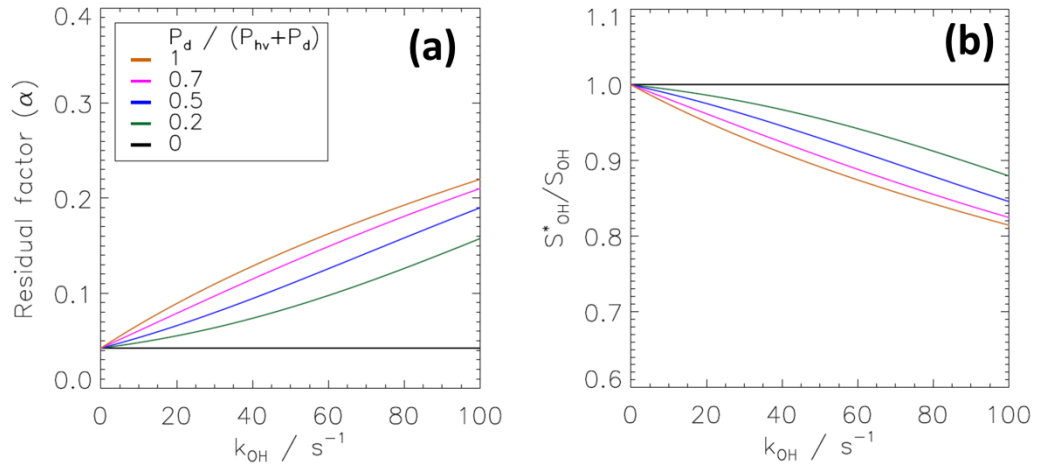 0.4
0.3
0.2
0.1
0.0
Residual factor (α)
P_d / (P_hv+P_d)
1
0.7
0.5
0.2
0
(a)
0 20 40 60 80 100
k_OH / s⁻¹
1.1
1.0
0.9
0.8
0.7
0.6
S*_OH/S_OH
(b)
0 20 40 60 80 100
k_OH / s⁻¹